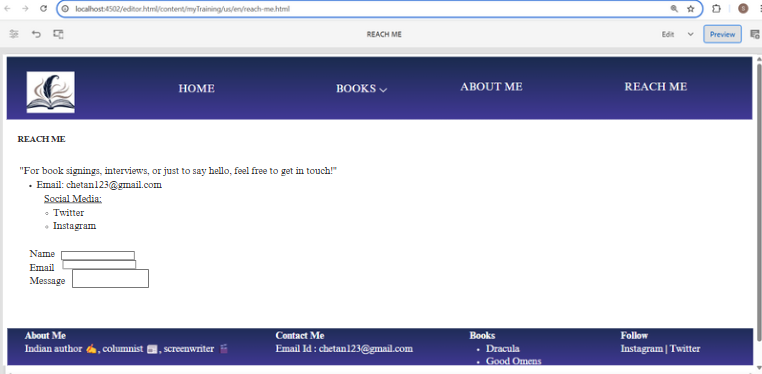 localhost:4502/editor.html/content/myTraining/us/en/reach-me.html
REACH ME
Edit
Preview
HOME
BOOKS
ABOUT ME
REACH ME
REACH ME
"For book signings, interviews, or just to say hello, feel free to get in touch!"
Email: chetan123@gmail.com
Social Media:
Twitter
Instagram
Name
Email
Message
About Me
Indian author ✍️, columnist 📰, screenwriter 🎬
Contact Me
Email Id : chetan123@gmail.com
Books
Dracula
Good Omens
Follow
Instagram | Twitter